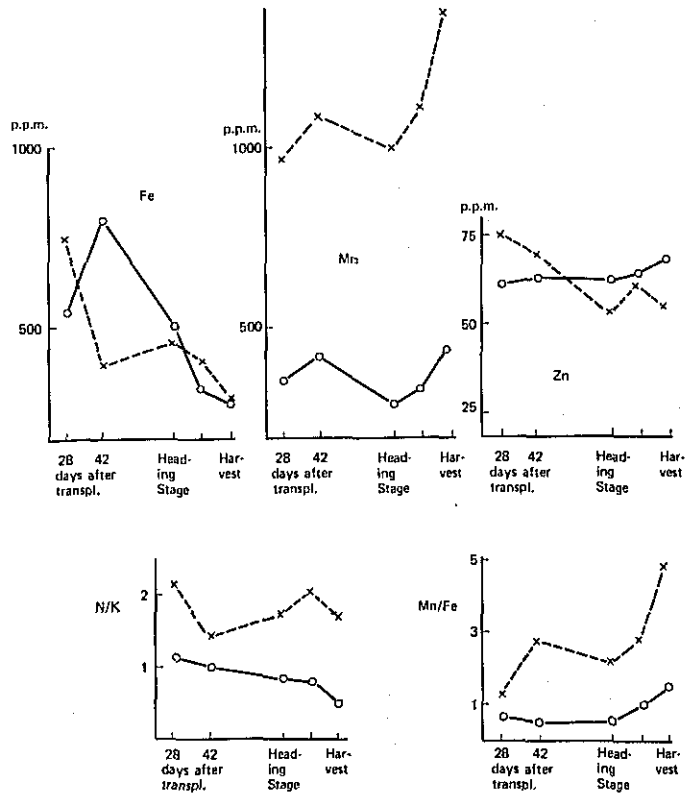 p.p.m.
1000
500
Fe
28 42 Head- Har-
days after ing vest
transpl. Stage
p.p.m.
1000
500
Mn
28 42 Head- Har-
days after ing vest
transpl. Stage
p.p.m.
75
50
25
Zn
28 42 Head- Har-
days after ing vest
transpl. Stage
N/K
2
1
28 42 Head- Har-
days after ing vest
transpl. Stage
Mn/Fe
5
3
1
28 42 Head- Har-
days after ing vest
transpl. Stage